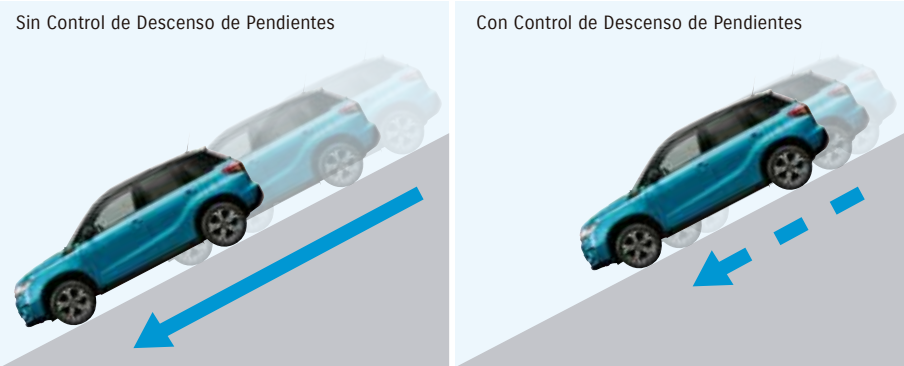 Sin Control de Descenso de Pendientes
Con Control de Descenso de Pendientes